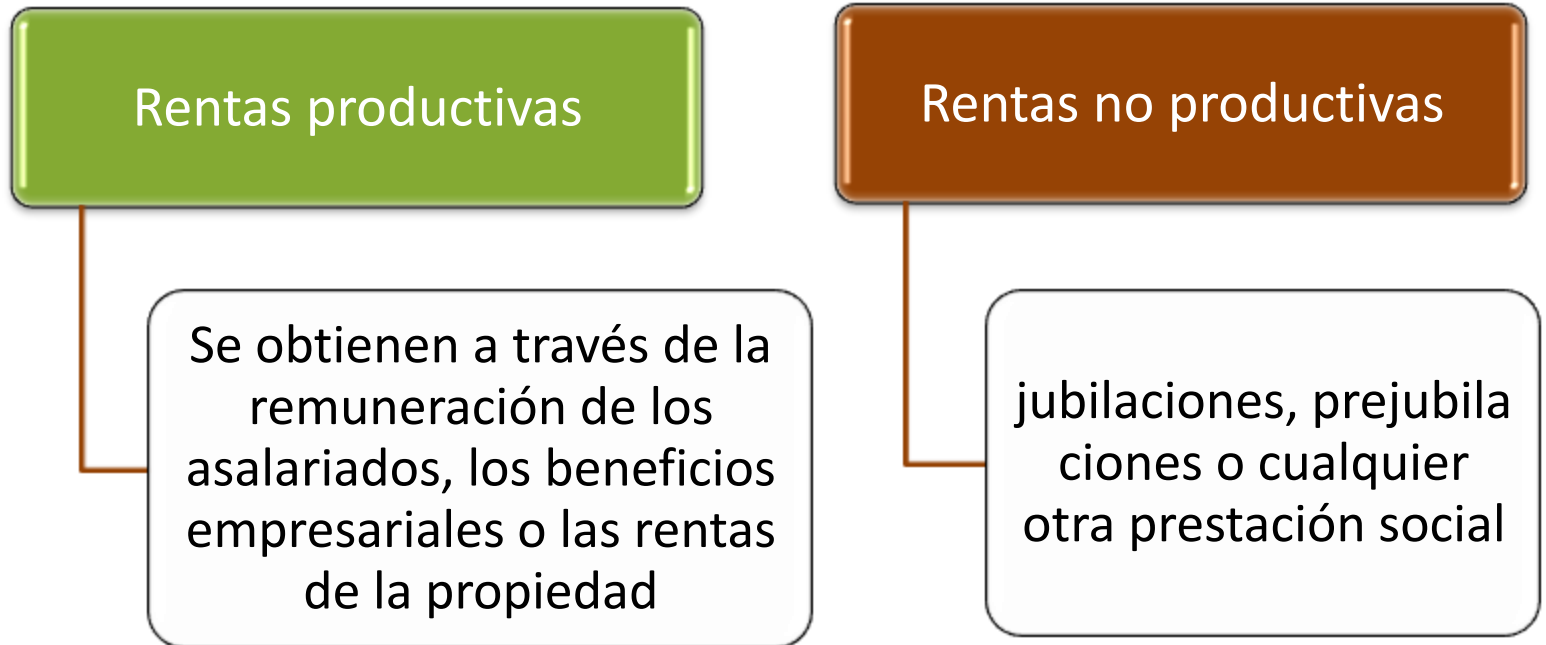 Rentas productivas
Se obtienen a través de la
remuneración de los
asalariados, los beneficios
empresariales o las rentas
de la propiedad
Rentas no productivas
jubilaciones, prejubila
ciones o cualquier
otra prestación social